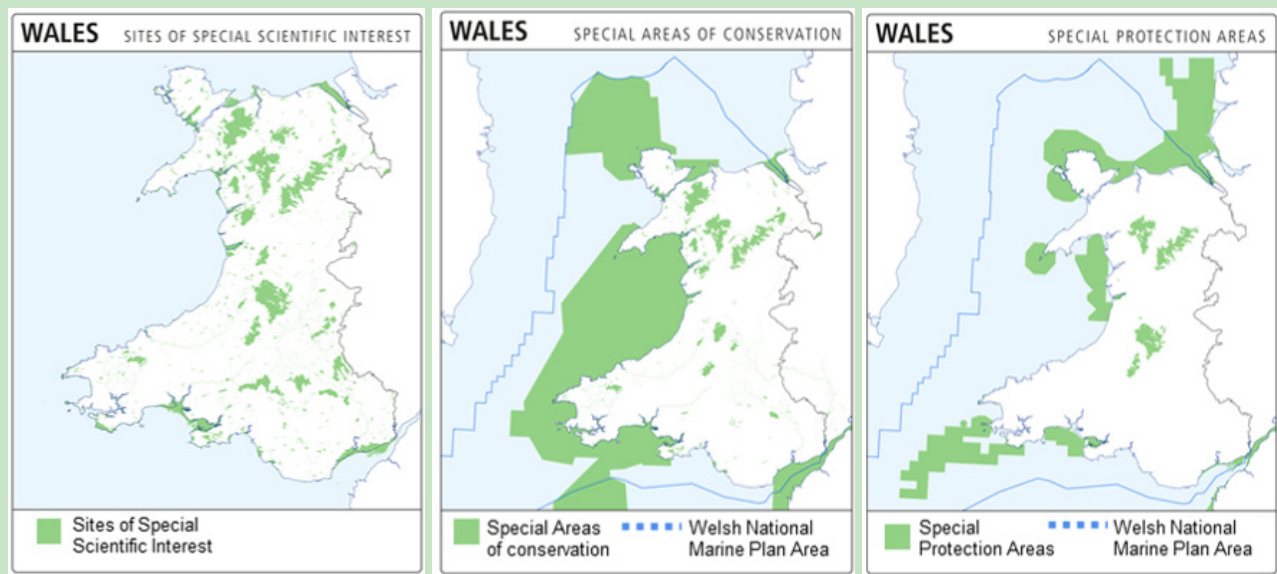 WALES SITES OF SPECIAL SCIENTIFIC INTEREST
Sites of Special
Scientific Interest
WALES SPECIAL AREAS OF CONSERVATION
Special Areas
of conservation
Welsh National
Marine Plan Area
WALES SPECIAL PROTECTION AREAS
Special
Protection Areas
Welsh National
Marine Plan Area